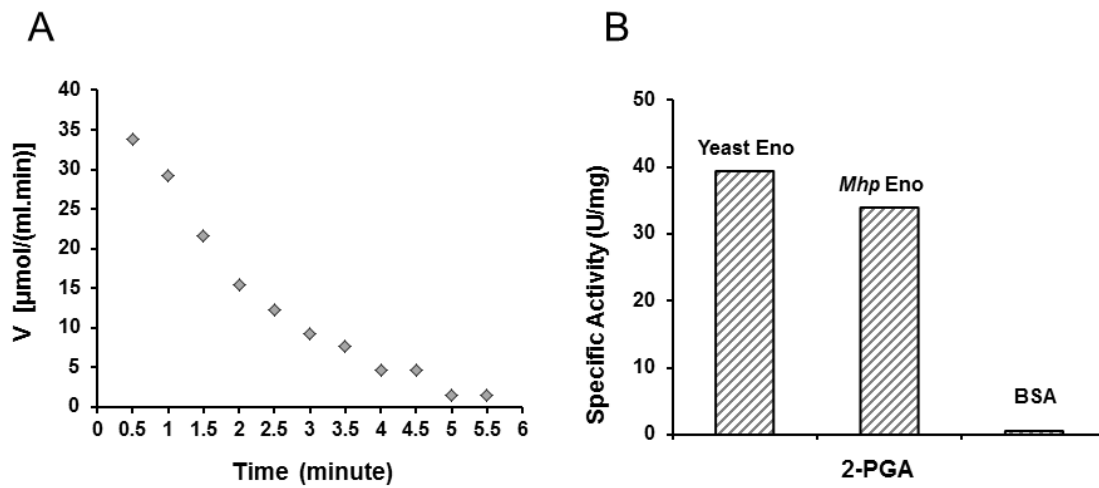 A
V [µmol/(ml.min)]
40
35
30
25
20
15
10
5
0
0 0.5 1 1.5 2 2.5 3 3.5 4 4.5 5 5.5 6
Time (minute)
B
Specific Activity (U/mg)
50
40
30
20
10
0
Yeast Eno
Mhp Eno
BSA
2-PGA